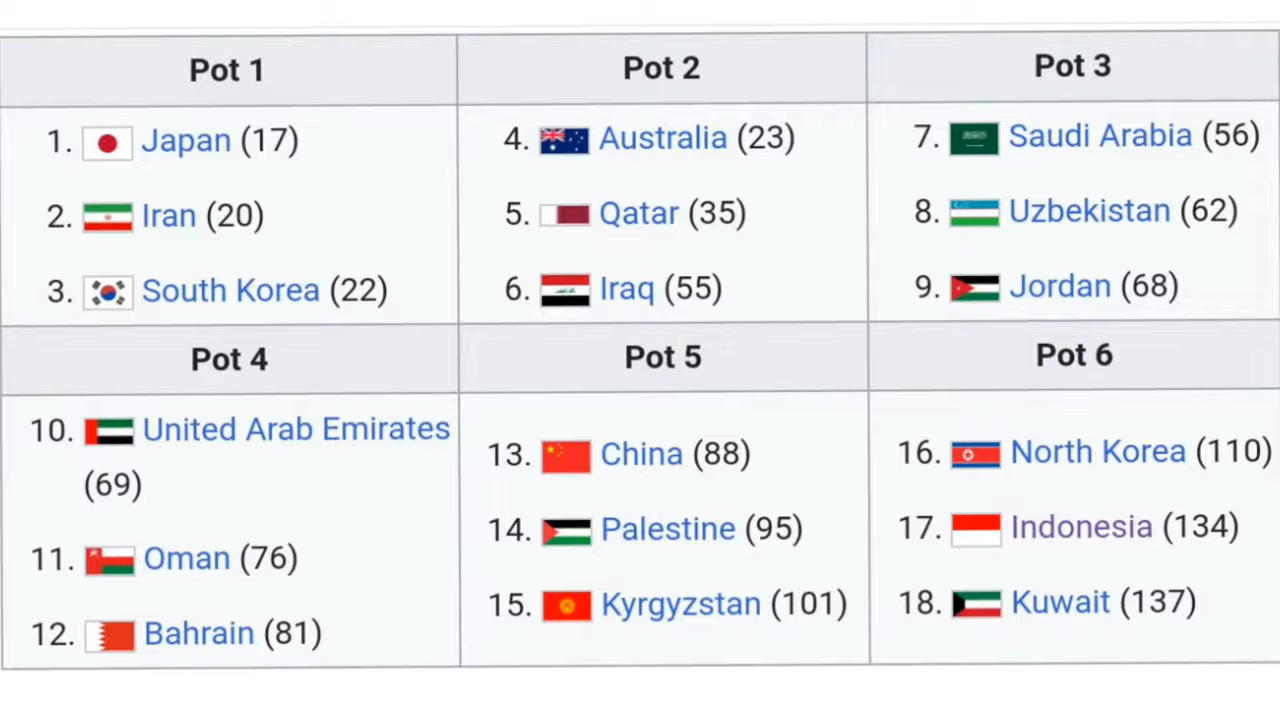 Pot 1
Pot 2
Pot 3
1. Japan (17)
2. Iran (20)
3. South Korea (22)
4. Australia (23)
5. Qatar (35)
6. Iraq (55)
7. Saudi Arabia (56)
8. Uzbekistan (62)
9. Jordan (68)
Pot 4
Pot 5
Pot 6
10. United Arab Emirates
(69)
11. Oman (76)
12. Bahrain (81)
13. China (88)
14. Palestine (95)
15. Kyrgyzstan (101)
16. North Korea (110)
17. Indonesia (134)
18. Kuwait (137)